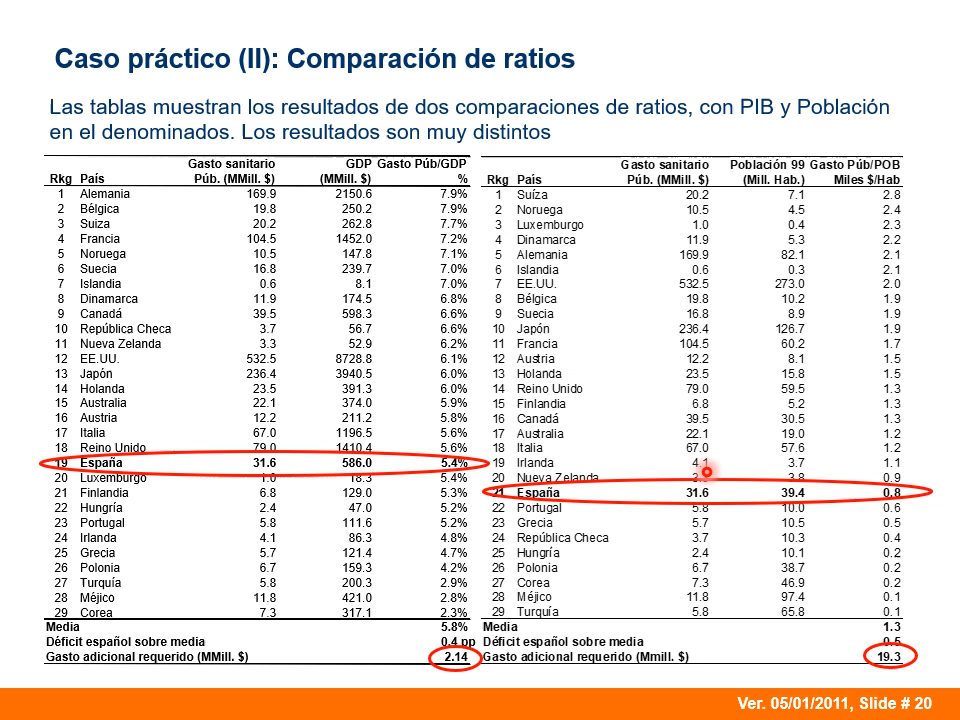 Caso práctico (II): Comparación de ratios
Las tablas muestran los resultados de dos comparaciones de ratios, con PIB y Población
en el denominados. Los resultados son muy distintos
Gasto sanitario GDP Gasto Púb/GDP
Rkg País Púb. (MMill. $) (MMill. $) %
1 Alemania 169.9 2150.6 7.9%
2 Bélgica 19.8 250.2 7.9%
3 Suiza 20.2 262.8 7.7%
4 Francia 104.5 1452.0 7.2%
5 Noruega 10.5 147.8 7.1%
6 Suecia 16.8 239.7 7.0%
7 Islandia 0.6 8.1 7.0%
8 Dinamarca 11.9 174.5 6.8%
9 Canadá 39.5 598.3 6.6%
10 República Checa 3.7 56.7 6.6%
11 Nueva Zelanda 3.3 52.9 6.2%
12 EE.UU. 532.5 8728.8 6.1%
13 Japón 236.4 3940.5 6.0%
14 Holanda 23.5 391.3 6.0%
15 Australia 22.1 374.0 5.9%
16 Austria 12.2 211.2 5.8%
17 Italia 67.0 1196.5 5.6%
18 Reino Unido 79.0 1410.4 5.6%
19 España 31.6 586.0 5.4%
20 Luxemburgo 1.0 18.3 5.4%
21 Finlandia 6.8 129.0 5.3%
22 Hungría 2.4 47.0 5.2%
23 Portugal 5.8 111.6 5.2%
24 Irlanda 4.1 86.3 4.8%
25 Grecia 5.7 121.4 4.7%
26 Polonia 6.7 159.3 4.2%
27 Turquía 5.8 200.3 2.9%
28 Méjico 11.8 421.0 2.8%
29 Corea 7.3 317.1 2.3%
Media 5.8%
Déficit español sobre media 0.4 pp
Gasto adicional requerido (MMill. $) 2.14
Gasto sanitario Población 99 Gasto Púb/POB
Rkg País Púb. (MMill. $) (Mill. Hab.) Miles $/Hab
1 Suíza 20.2 7.1 2.8
2 Noruega 10.5 4.5 2.4
3 Luxemburgo 1.0 0.4 2.3
4 Dinamarca 11.9 5.3 2.2
5 Alemania 169.9 82.1 2.1
6 Islandia 0.6 0.3 2.1
7 EE.UU. 532.5 273.0 2.0
8 Bélgica 19.8 10.2 1.9
9 Suecia 16.8 8.9 1.9
10 Japón 236.4 126.7 1.9
11 Francia 104.5 60.2 1.7
12 Austria 12.2 8.1 1.5
13 Holanda 23.5 15.8 1.5
14 Reino Unido 79.0 59.5 1.3
15 Finlandia 6.8 5.2 1.3
16 Canadá 39.5 30.5 1.3
17 Australia 22.1 19.0 1.2
18 Italia 67.0 57.6 1.2
19 Irlanda 4.1 3.7 1.1
20 Nueva Zelanda 3.8 0.9
21 España 31.6 39.4 0.8
22 Portugal 5.8 10.0 0.6
23 Grecia 5.7 10.5 0.5
24 República Checa 3.7 10.3 0.4
25 Hungría 2.4 10.1 0.2
26 Polonia 6.7 38.7 0.2
27 Corea 7.3 46.9 0.2
28 Méjico 11.8 97.4 0.1
29 Turquía 5.8 65.8 0.1
Media 1.3
Déficit español sobre media 0.5
Gasto adicional requerido (Mmill. $) 19.3
Ver. 05/01/2011, Slide # 20